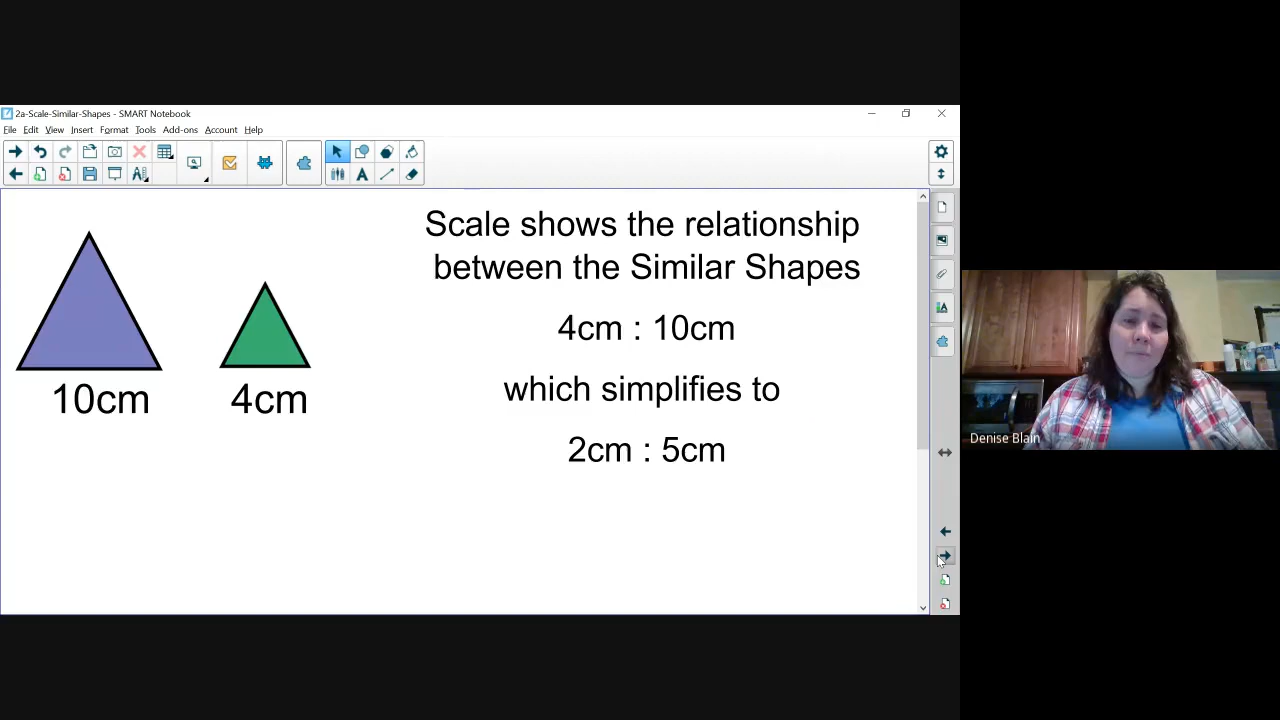 2a-Scale-Similar-Shapes - SMART Notebook
File Edit View Insert Format Tools Add-ons Account Help
Scale shows the relationship
between the Similar Shapes
4cm : 10cm
which simplifies to
2cm : 5cm
10cm 4cm
Denise Blain